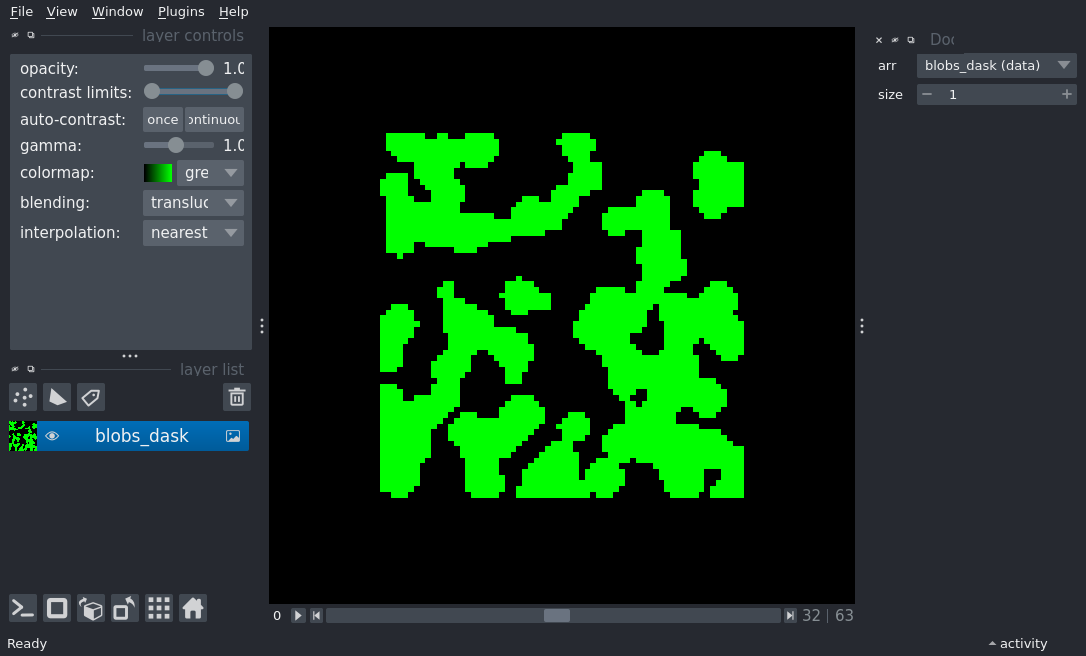 File View Window Plugins Help
layer controls
opacity: 1.0
contrast limits:
auto-contrast: once ontinuou
gamma: 1.0
colormap: gre
blending: transluc
interpolation: nearest
layer list
blobs_dask
0 32 | 63
Ready
Doc
arr blobs_dask (data)
size 1
activity